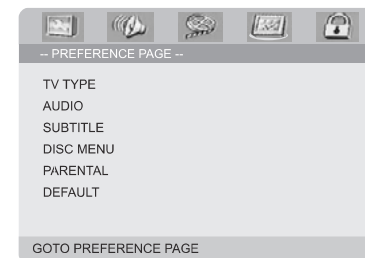 -- PREFERENCE PAGE --
TV TYPE
AUDIO
SUBTITLE
DISC MENU
PARENTAL
DEFAULT
GOTO PREFERENCE PAGE